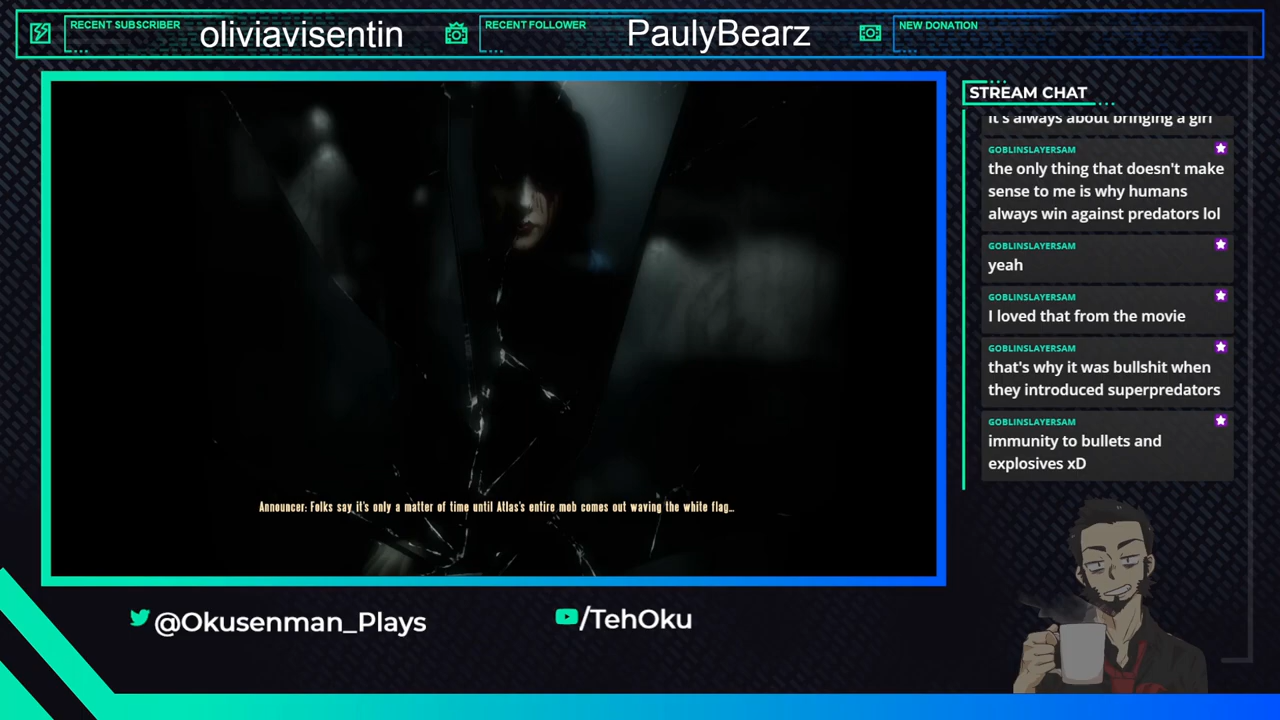 RECENT SUBSCRIBER
oliviavisentin
RECENT FOLLOWER
PaulyBearz
NEW DONATION
STREAM CHAT
it's always about bringing a girl
GOBLINSLAYERSAM
the only thing that doesn't make
sense to me is why humans
always win against predators lol
GOBLINSLAYERSAM
yeah
GOBLINSLAYERSAM
I loved that from the movie
GOBLINSLAYERSAM
that's why it was bullshit when
they introduced superpredators
GOBLINSLAYERSAM
immunity to bullets and
explosives xD
Announcer: Folks say it's only a matter of time until Atlas's entire mob comes out waving the white flag...
@Okusenman_Plays
/TehOku